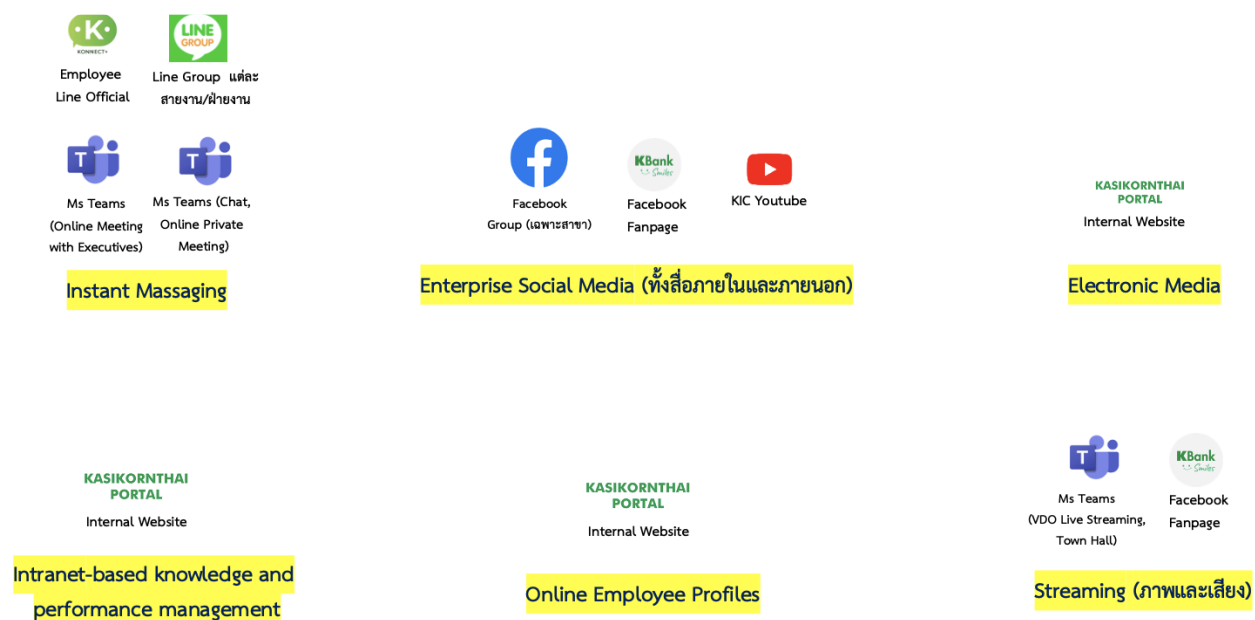 K
KONNECT+
LINE
GROUP
Employee
Line Official
Line Group แต่ละ
สายงาน/ฝ่ายงาน
T
Ms Teams
(Online Meeting
with Executives)
T
Ms Teams (Chat,
Online Private
Meeting)
Instant Massaging
Facebook
Group (เฉพาะสาขา)
KBank
Smiles
Facebook
Fanpage
KIC Youtube
Enterprise Social Media (ทั้งสื่อภายในและภายนอก)
KASIKORNTHAI
PORTAL
Internal Website
Electronic Media
KASIKORNTHAI
PORTAL
Internal Website
Intranet-based knowledge and
performance management
KASIKORNTHAI
PORTAL
Internal Website
Online Employee Profiles
T
Ms Teams
(VDO Live Streaming,
Town Hall)
KBank
Smiles
Facebook
Fanpage
Streaming (ภาพและเสียง)